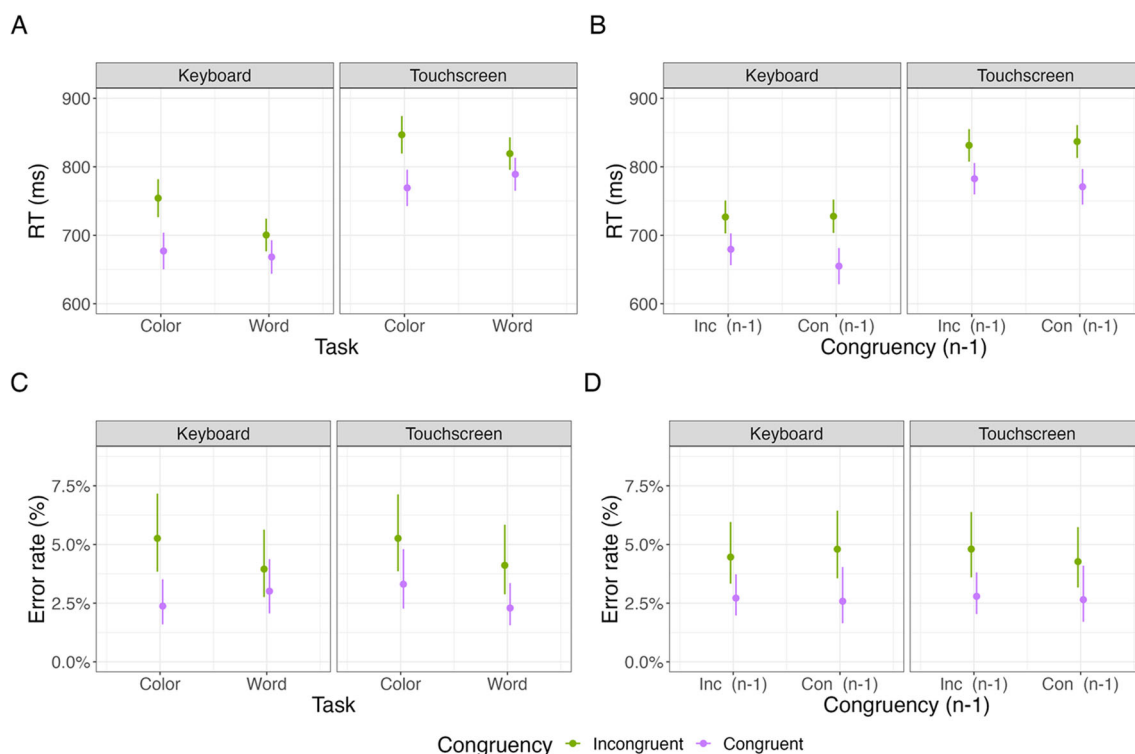 A
Keyboard
Touchscreen
900
800
700
600
RT (ms)
Color
Word
Color
Word
Task
B
Keyboard
Touchscreen
900
800
700
600
RT (ms)
Inc (n-1)
Con (n-1)
Inc (n-1)
Con (n-1)
Congruency (n-1)
C
Keyboard
Touchscreen
7.5%
5.0%
2.5%
0.0%
Error rate (%)
Color
Word
Color
Word
Task
D
Keyboard
Touchscreen
7.5%
5.0%
2.5%
0.0%
Error rate (%)
Inc (n-1)
Con (n-1)
Inc (n-1)
Con (n-1)
Congruency (n-1)
Congruency Incongruent Congruent